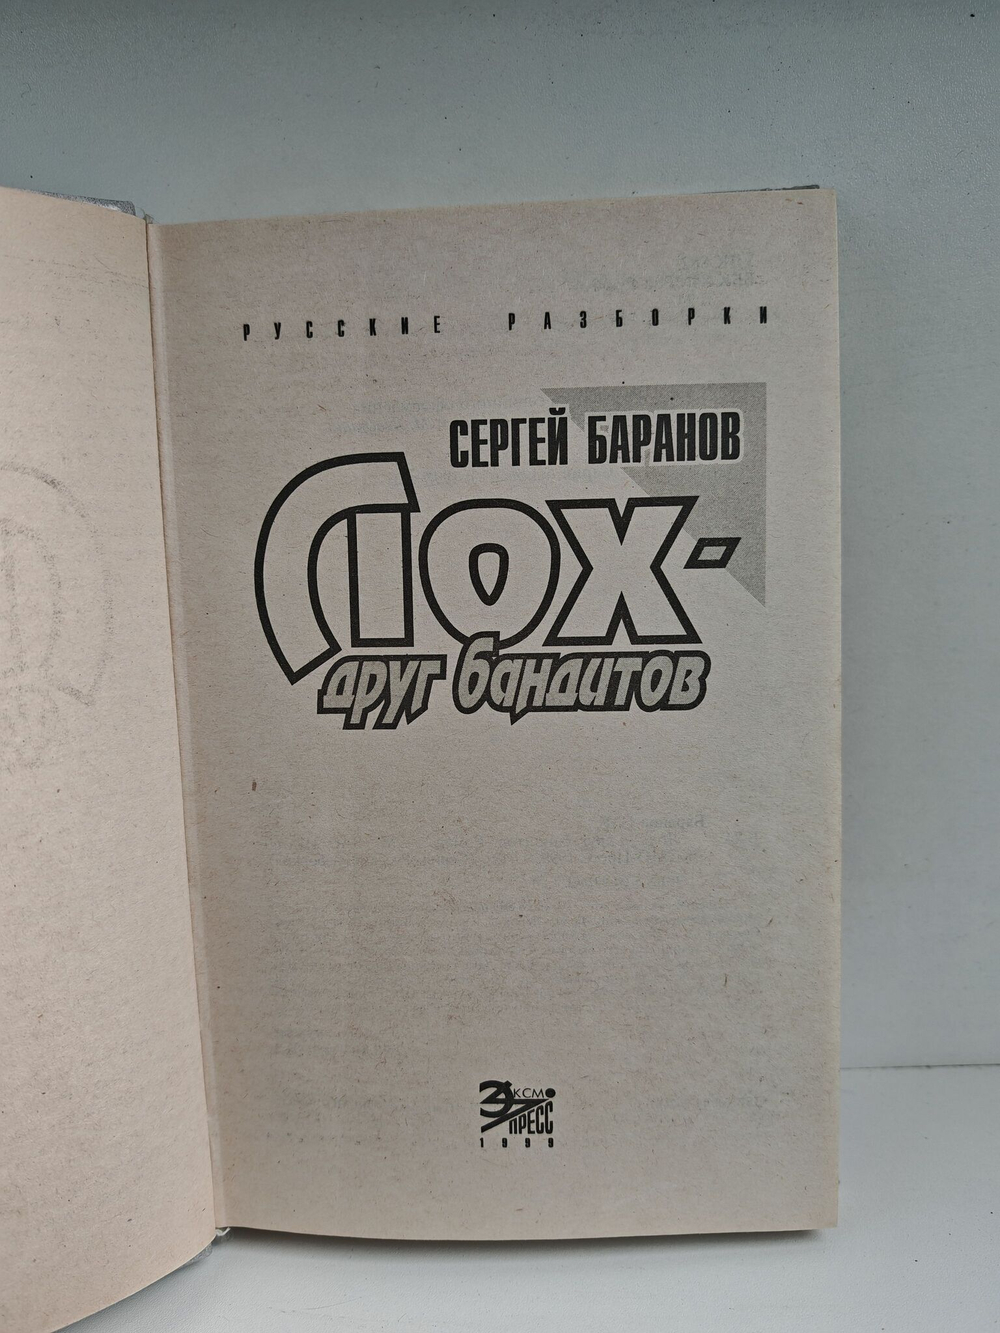 РУССКИЕ РАЗБОРКИ
СЕРГЕЙ БАРАНОВ
Лох-
друг бандитов
ЭКСМО
ПРЕСС
1999